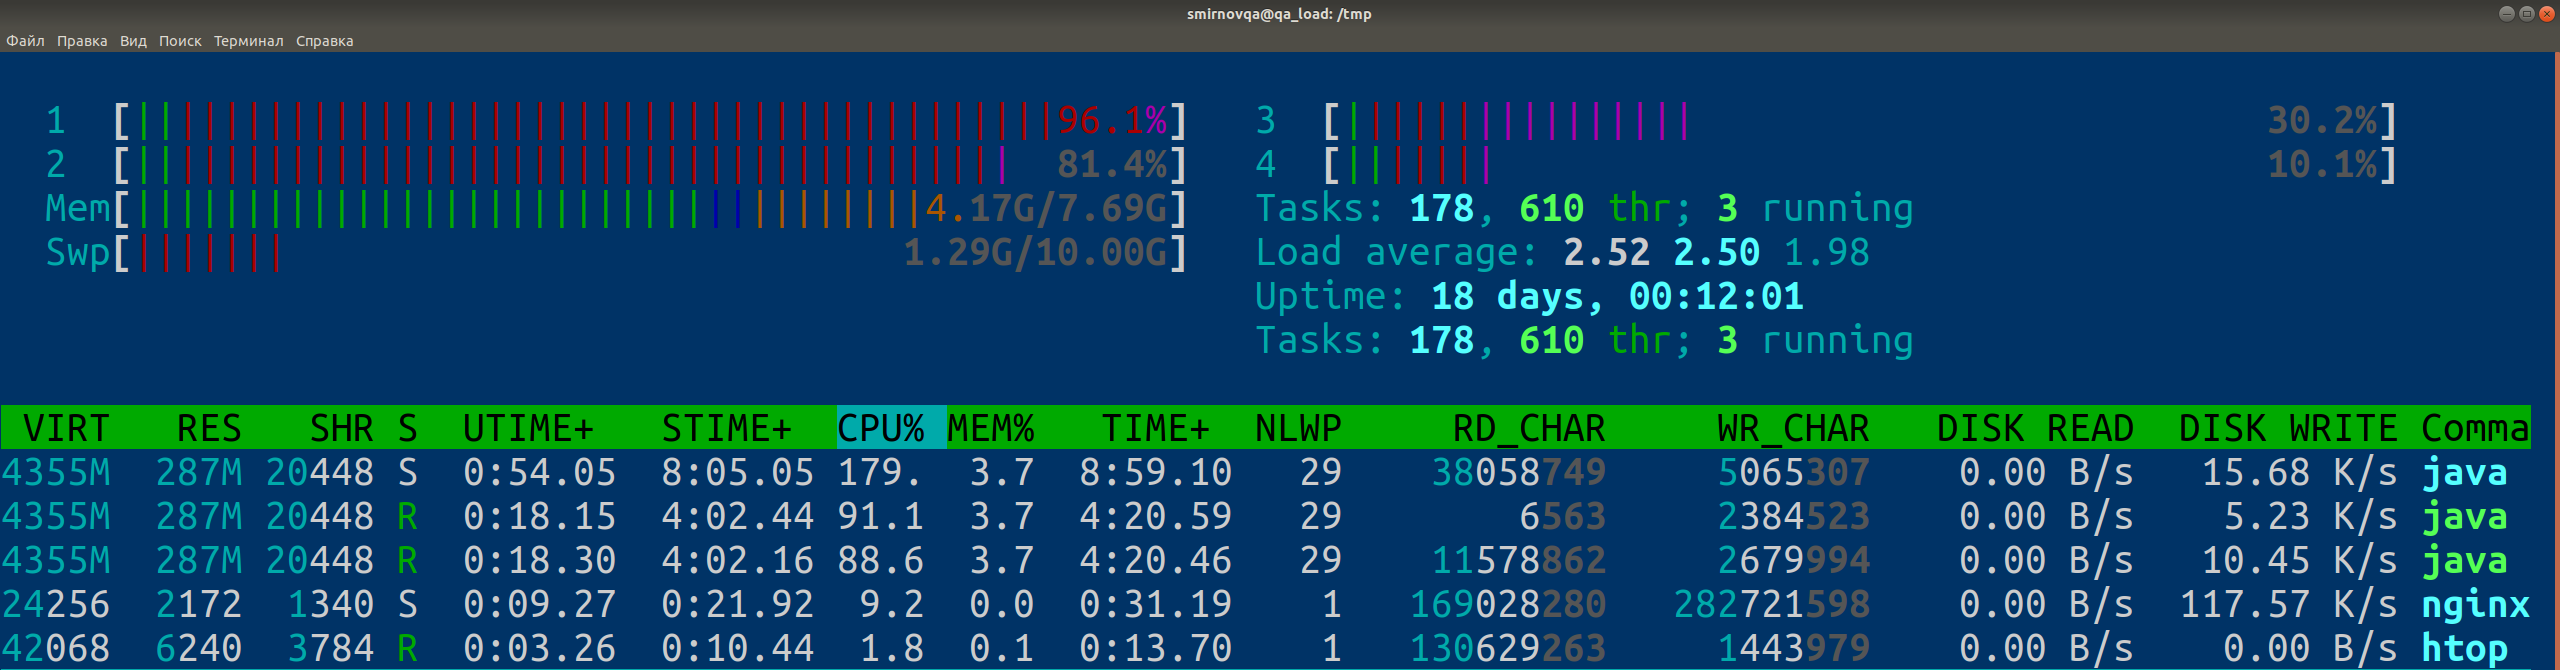 smirnovqa@qa_load: /tmp
Файл Правка Вид Поиск Терминал Справка
1 [||||||||||||||||||||||||||||||||||||||||||96.1%] 3 [|||||||||||||||| 30.2%]
2 [|||||||||||||||||||||||||||||||||||||||| 81.4%] 4 [||||||| 10.1%]
Mem[||||||||||||||||||||||||||||||||||||4.17G/7.69G] Tasks: 178, 610 thr; 3 running
Swp[||||||| 1.29G/10.00G] Load average: 2.52 2.50 1.98
Uptime: 18 days, 00:12:01
Tasks: 178, 610 thr; 3 running
VIRT RES SHR S UTIME+ STIME+ CPU% MEM% TIME+ NLWP RD_CHAR WR_CHAR DISK READ DISK WRITE Comma
4355M 287M 20448 S 0:54.05 8:05.05 179. 3.7 8:59.10 29 38058749 5065307 0.00 B/s 15.68 K/s java
4355M 287M 20448 R 0:18.15 4:02.44 91.1 3.7 4:20.59 29 6563 2384523 0.00 B/s 5.23 K/s java
4355M 287M 20448 R 0:18.30 4:02.16 88.6 3.7 4:20.46 29 11578862 2679994 0.00 B/s 10.45 K/s java
24256 2172 1340 S 0:09.27 0:21.92 9.2 0.0 0:31.19 1 169028280 282721598 0.00 B/s 117.57 K/s nginx
42068 6240 3784 R 0:03.26 0:10.44 1.8 0.1 0:13.70 1 130629263 1443979 0.00 B/s 0.00 B/s htop